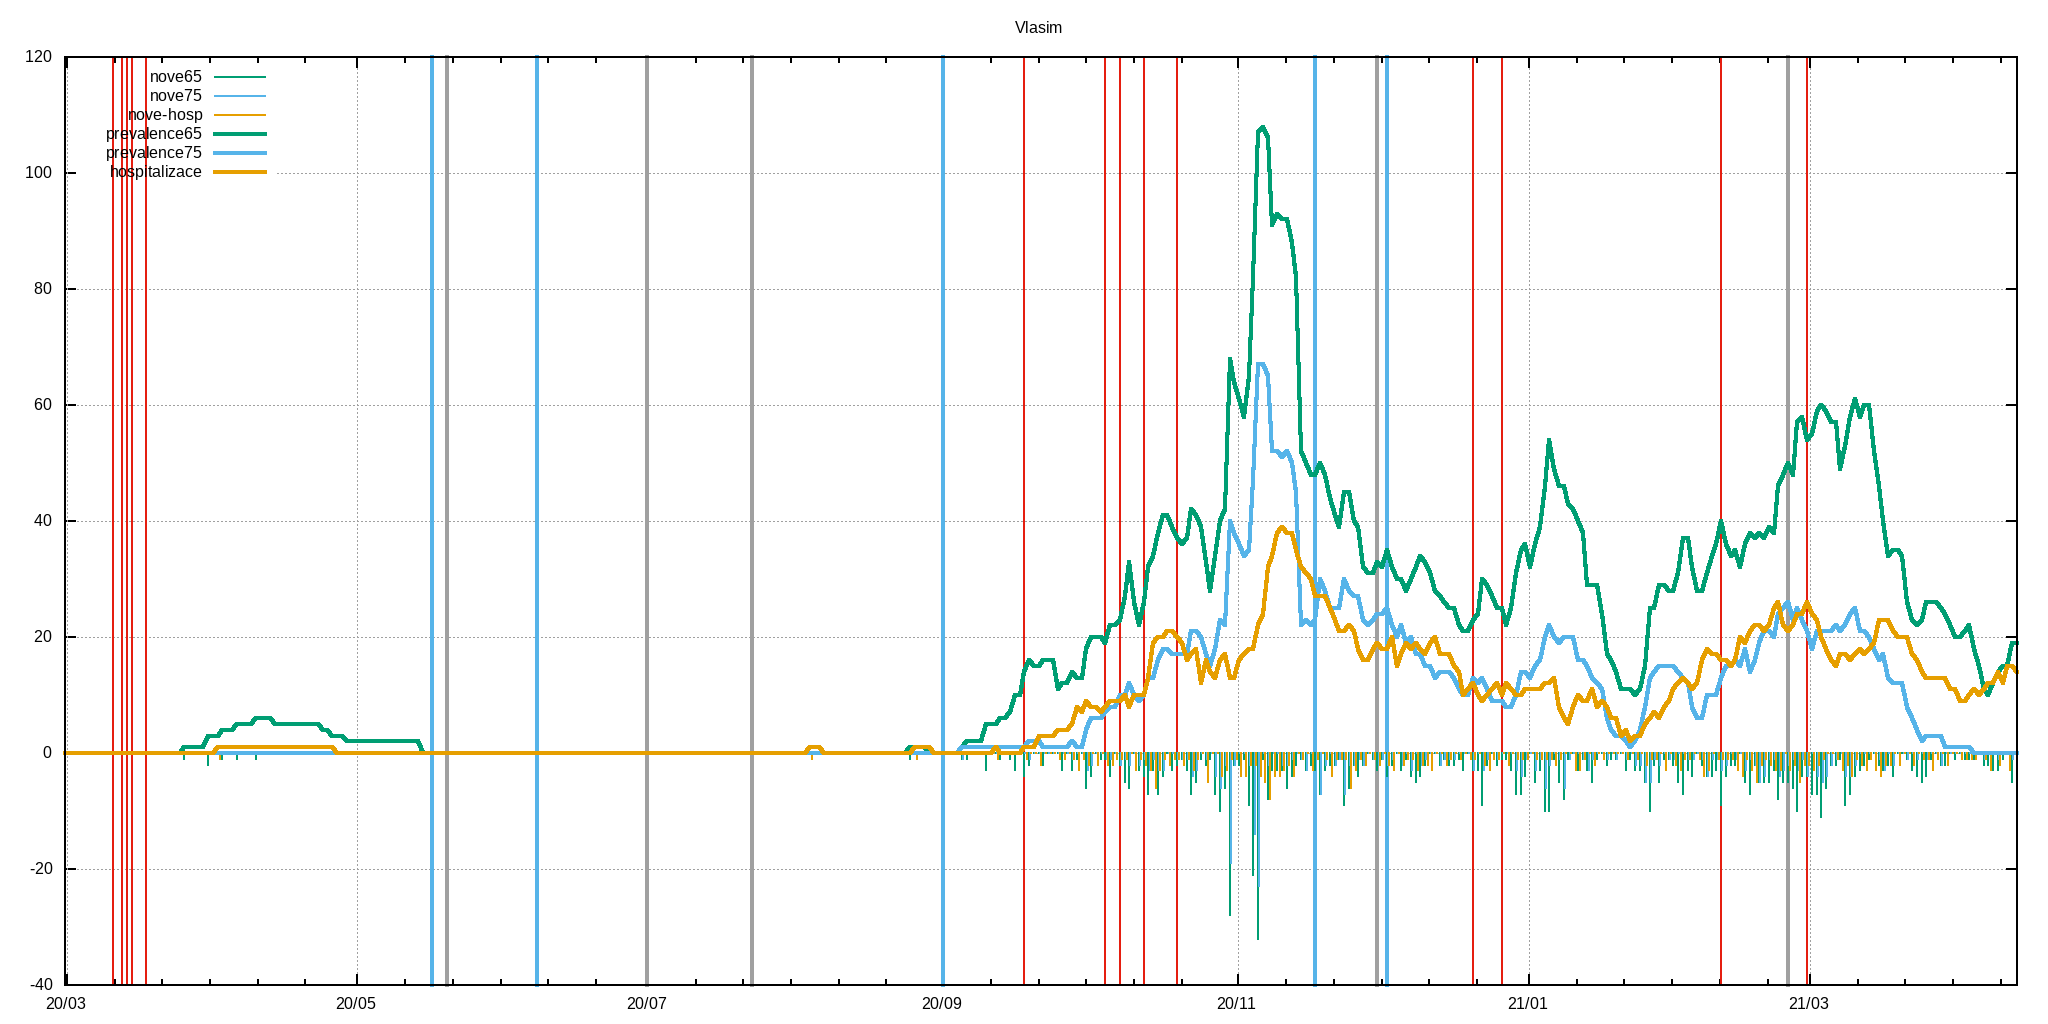 Vlasim
120
100
80
60
40
20
0
-20
-40
nove65
nove75
nove-hosp
prevalence65
prevalence75
hospitalizace
20/03 20/05 20/07 20/09 20/11 21/01 21/03